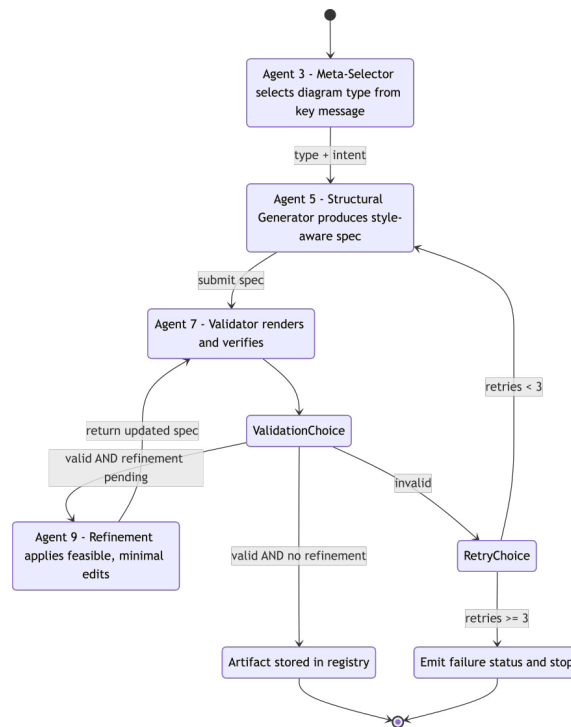 Agent 3 - Meta-Selector
selects diagram type from
key message
type + intent
Agent 5 - Structural
Generator produces style-
aware spec
submit spec
Agent 7 - Validator renders
and verifies
retries < 3
return updated spec
ValidationChoice
valid AND refinement
pending
invalid
Agent 9 - Refinement
applies feasible, minimal
edits
valid AND no refinement
RetryChoice
retries >= 3
Artifact stored in registry
Emit failure status and stop